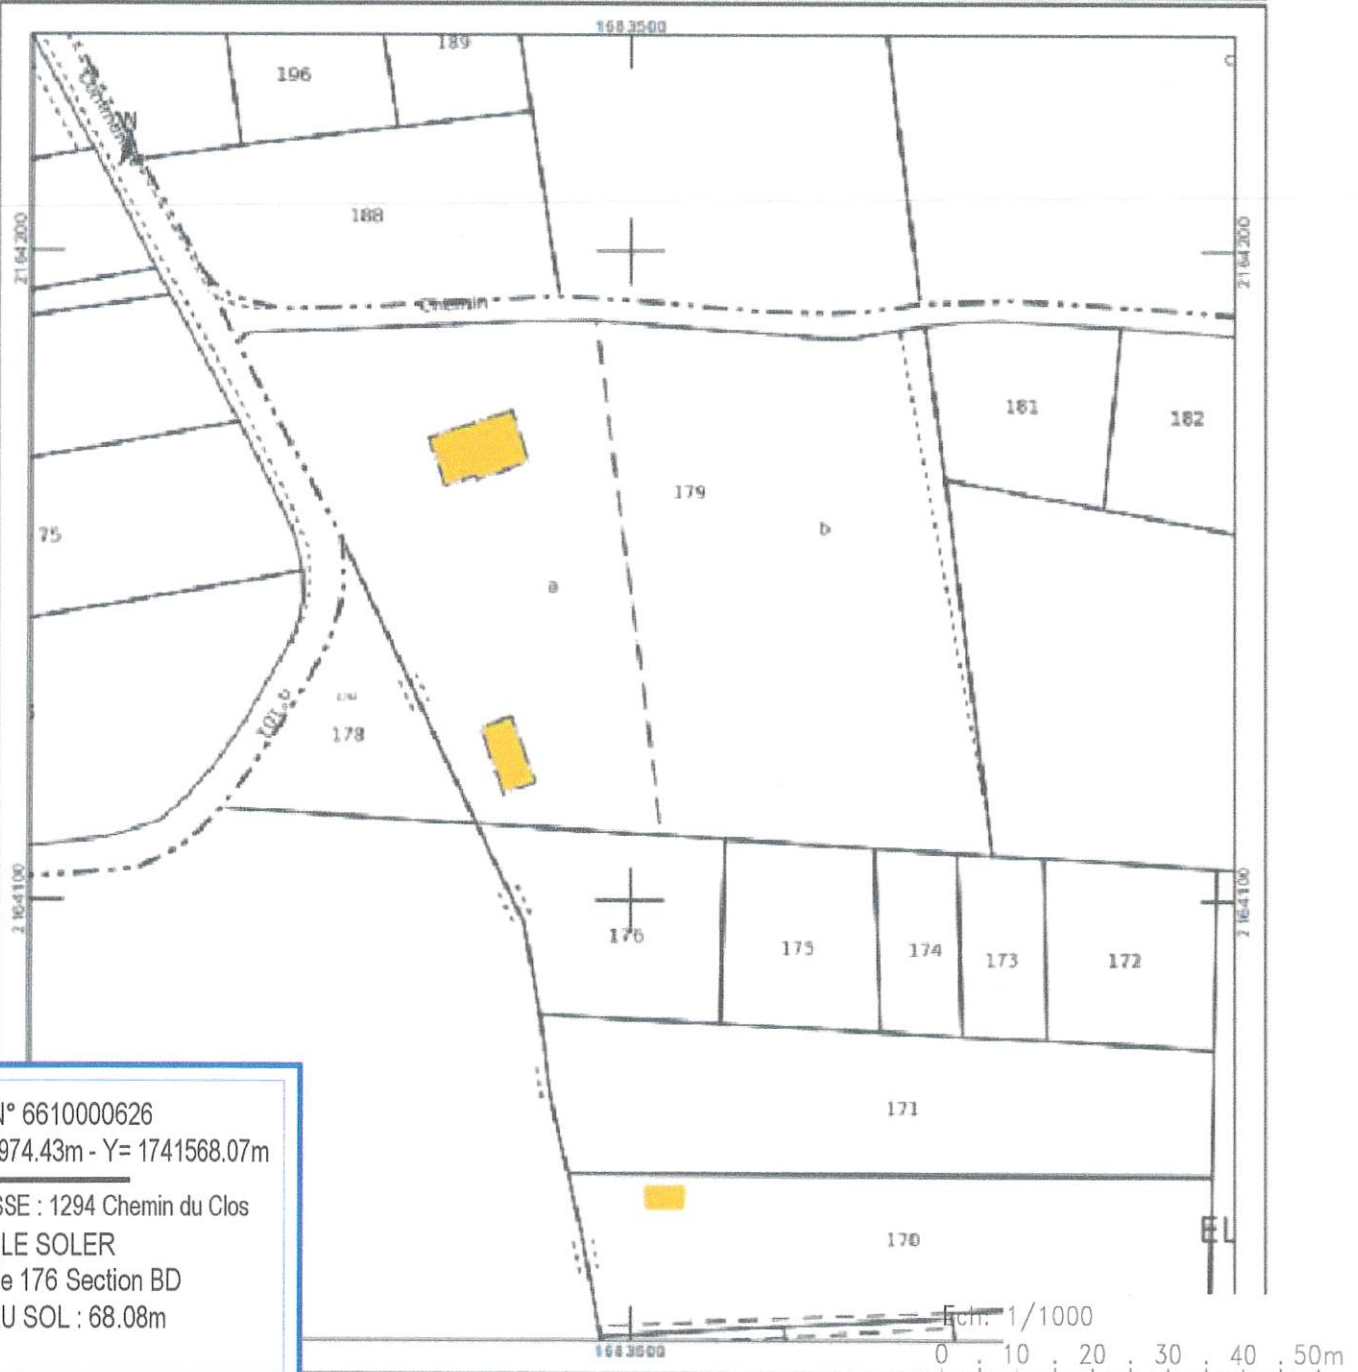 1683500
189
196
188
2164200
2164200
Chemin
181
182
179
75
b
a
178
2164100
2164100
176
175
174
173
172
N° 6610000626
974.43m - Y= 1741568.07m
171
SSE : 1294 Chemin du Clos
LE SOLER
e 176 Section BD
U SOL : 68.08m
170
EL
Ech. 1/1000
1683500
0 10 20 30 40 50m